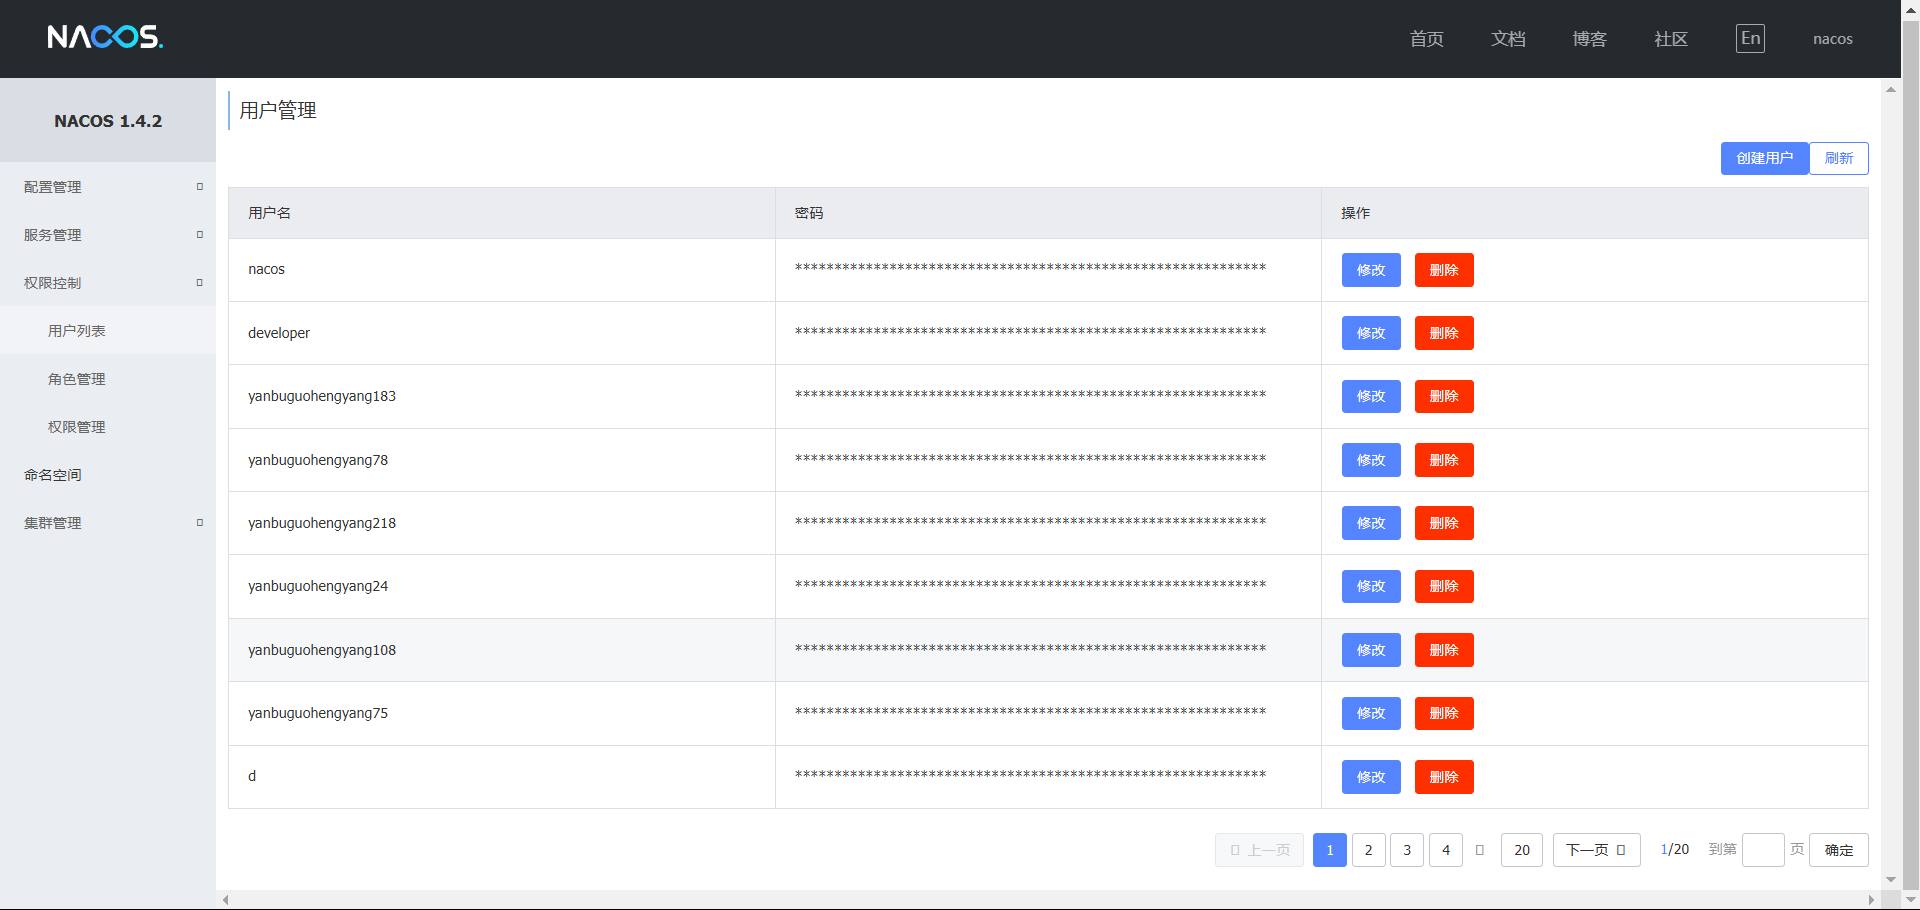 NACOS.
首页 文档 博客 社区 En nacos
NACOS 1.4.2
配置管理
服务管理
权限控制
用户列表
角色管理
权限管理
命名空间
集群管理
用户管理
创建用户 刷新
用户名 密码 操作
nacos ************************************************************ 修改 删除
developer ************************************************************ 修改 删除
yanbuguohengyang183 ************************************************************ 修改 删除
yanbuguohengyang78 ************************************************************ 修改 删除
yanbuguohengyang218 ************************************************************ 修改 删除
yanbuguohengyang24 ************************************************************ 修改 删除
yanbuguohengyang108 ************************************************************ 修改 删除
yanbuguohengyang75 ************************************************************ 修改 删除
d ************************************************************ 修改 删除
上一页 1 2 3 4 20 下一页 1/20 到第 页 确定